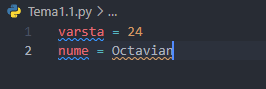 Tema1.1.py > ...
1 varsta = 24
2 nume = Octavian